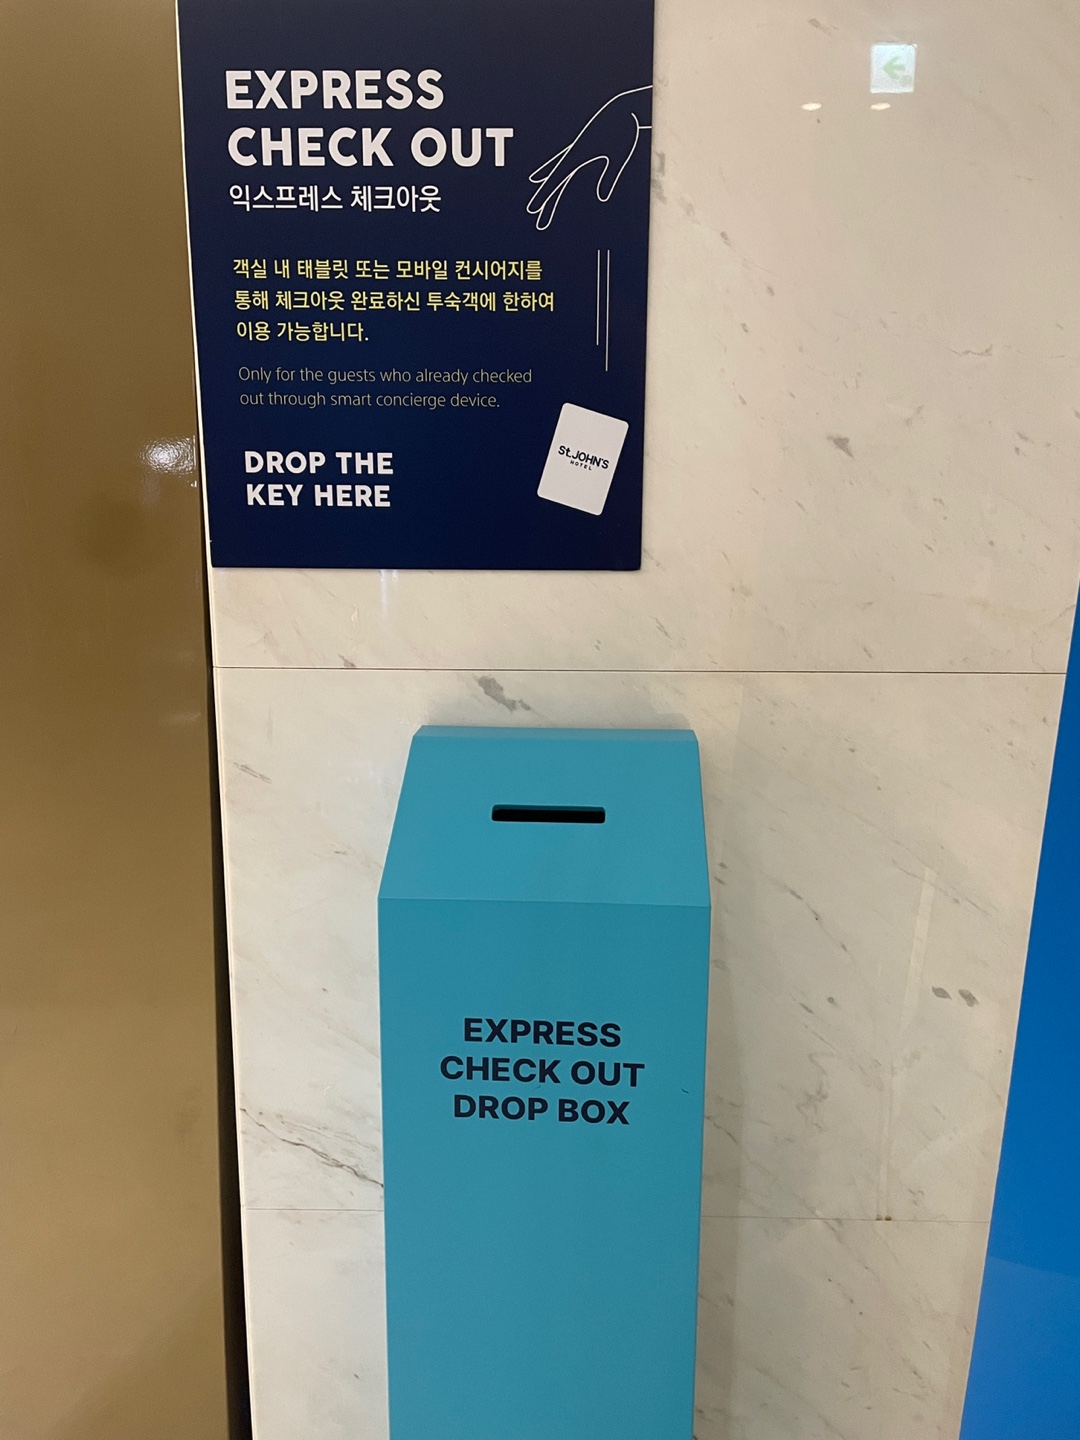 EXPRESS
CHECK OUT
익스프레스 체크아웃
객실 내 태블릿 또는 모바일 컨시어지를
통해 체크아웃 완료하신 투숙객에 한하여
이용 가능합니다.
Only for the guests who already checked
out through smart concierge device.
DROP THE
KEY HERE
St.JOHN'S
HOTEL
EXPRESS
CHECK OUT
DROP BOX